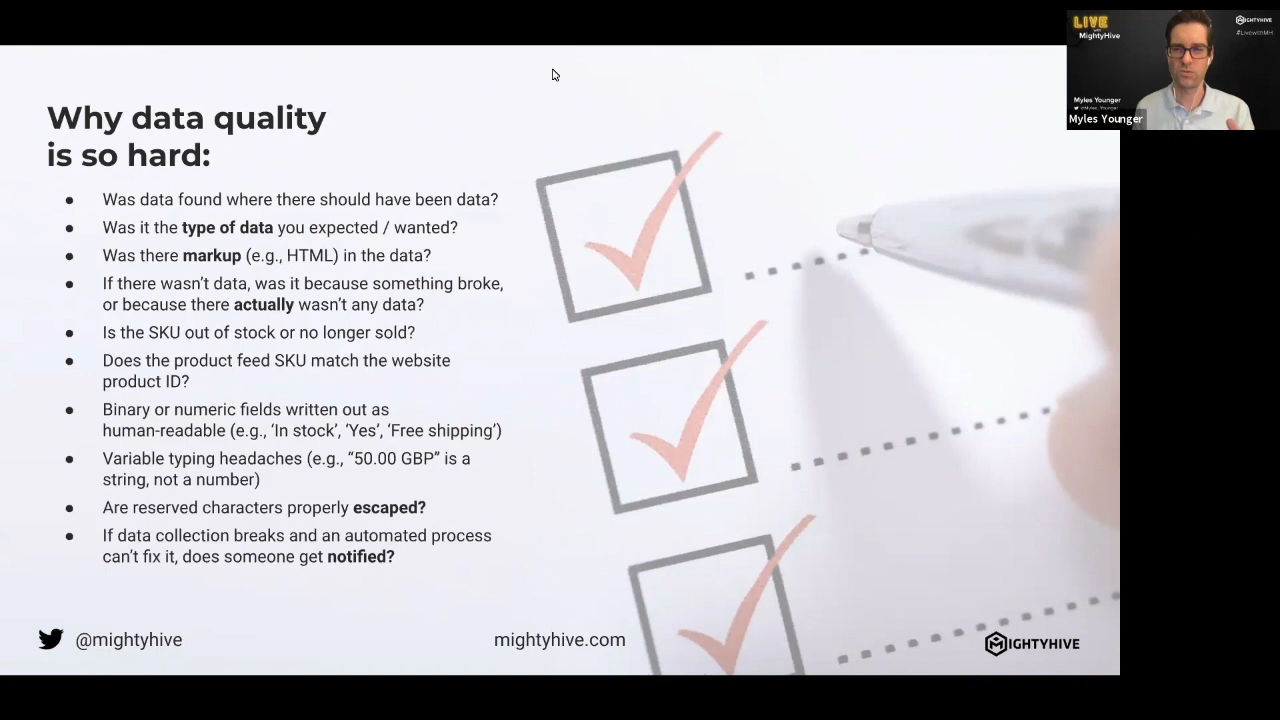 LIVE
with
MightyHive
MIGHTYHIVE
#LivewithMH
Myles Younger
@Myles_Younger
Myles Younger
Why data quality
is so hard:
● Was data found where there should have been data?
● Was it the type of data you expected / wanted?
● Was there markup (e.g., HTML) in the data?
● If there wasn’t data, was it because something broke,
or because there actually wasn’t any data?
● Is the SKU out of stock or no longer sold?
● Does the product feed SKU match the website
product ID?
● Binary or numeric fields written out as
human-readable (e.g., ‘In stock’, ‘Yes’, ‘Free shipping’)
● Variable typing headaches (e.g., “50.00 GBP” is a
string, not a number)
● Are reserved characters properly escaped?
● If data collection breaks and an automated process
can’t fix it, does someone get notified?
@mightyhive
mightyhive.com
MIGHTYHIVE